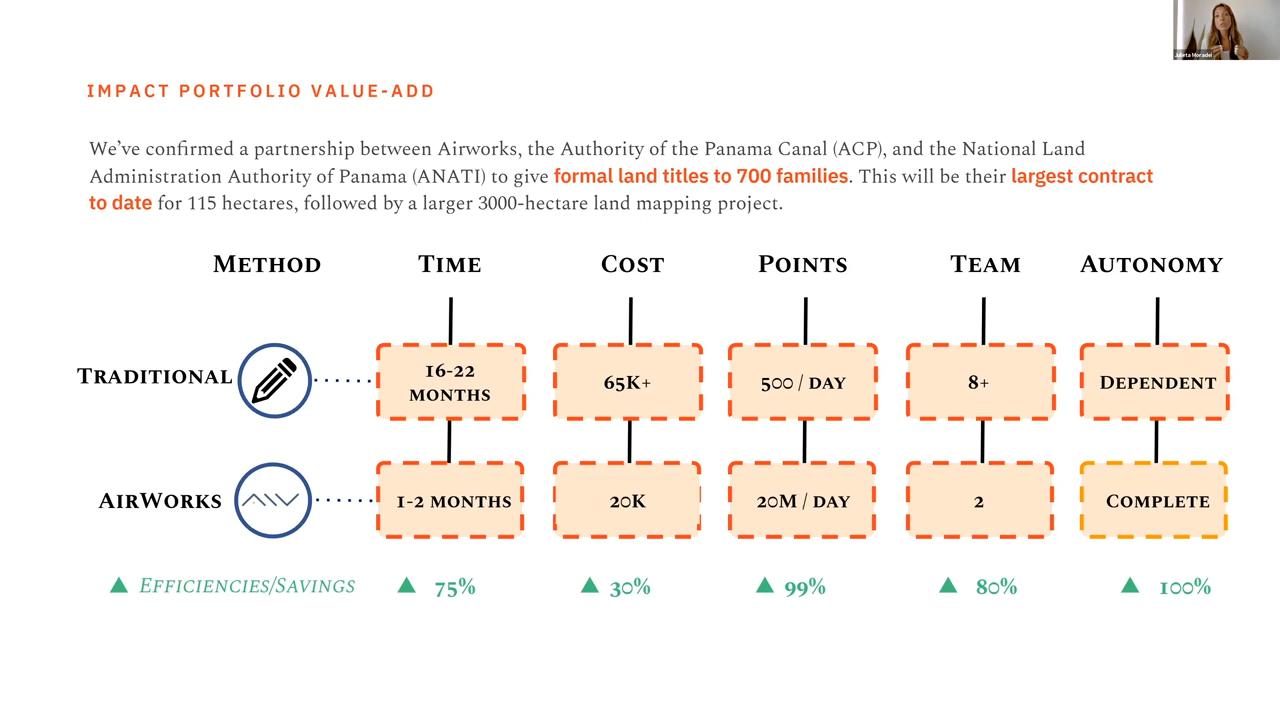 Julieta Moradei
IMPACT PORTFOLIO VALUE-ADD
We've confirmed a partnership between Airworks, the Authority of the Panama Canal (ACP), and the National Land
Administration Authority of Panama (ANATI) to give formal land titles to 700 families. This will be their largest contract
to date for 115 hectares, followed by a larger 3000-hectare land mapping project.
METHOD TIME COST POINTS TEAM AUTONOMY
TRADITIONAL 16-22 MONTHS 65K+ 500 / DAY 8+ DEPENDENT
AIRWORKS 1-2 MONTHS 20K 20M / DAY 2 COMPLETE
EFFICIENCIES/SAVINGS 75% 30% 99% 80% 100%